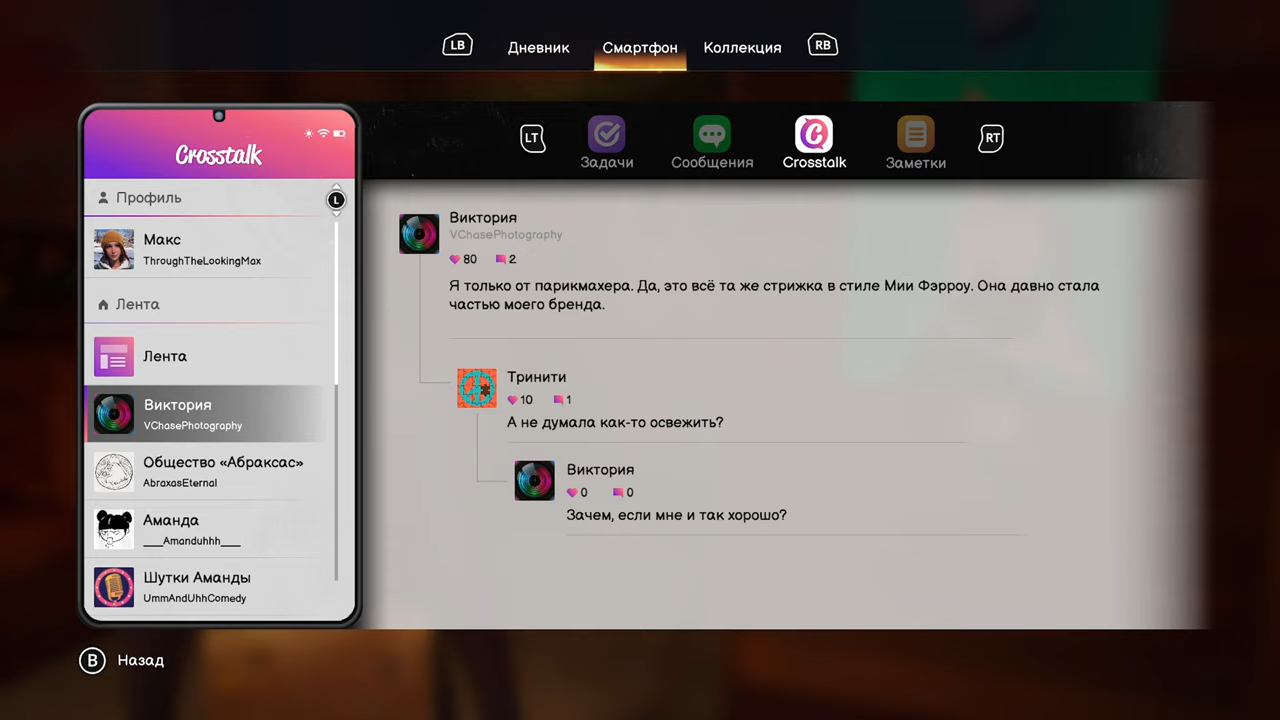 LB
Дневник
Смартфон
Коллекция
RB
Crosstalk
Профиль
L
Макс
ThroughTheLookingMax
Лента
Лента
Виктория
VChasePhotography
Общество «Абраксас»
AbraxasEternal
Аманда
___Amanduhhh___
Шутки Аманды
UmmAndUhhComedy
LT
Задачи
Сообщения
Crosstalk
Заметки
RT
Виктория
VChasePhotography
80 2
Я только от парикмахера. Да, это всё та же стрижка в стиле Мии Фэрроу. Она давно стала
частью моего бренда.
Тринити
10 1
А не думала как-то освежить?
Виктория
0 0
Зачем, если мне и так хорошо?
B Назад